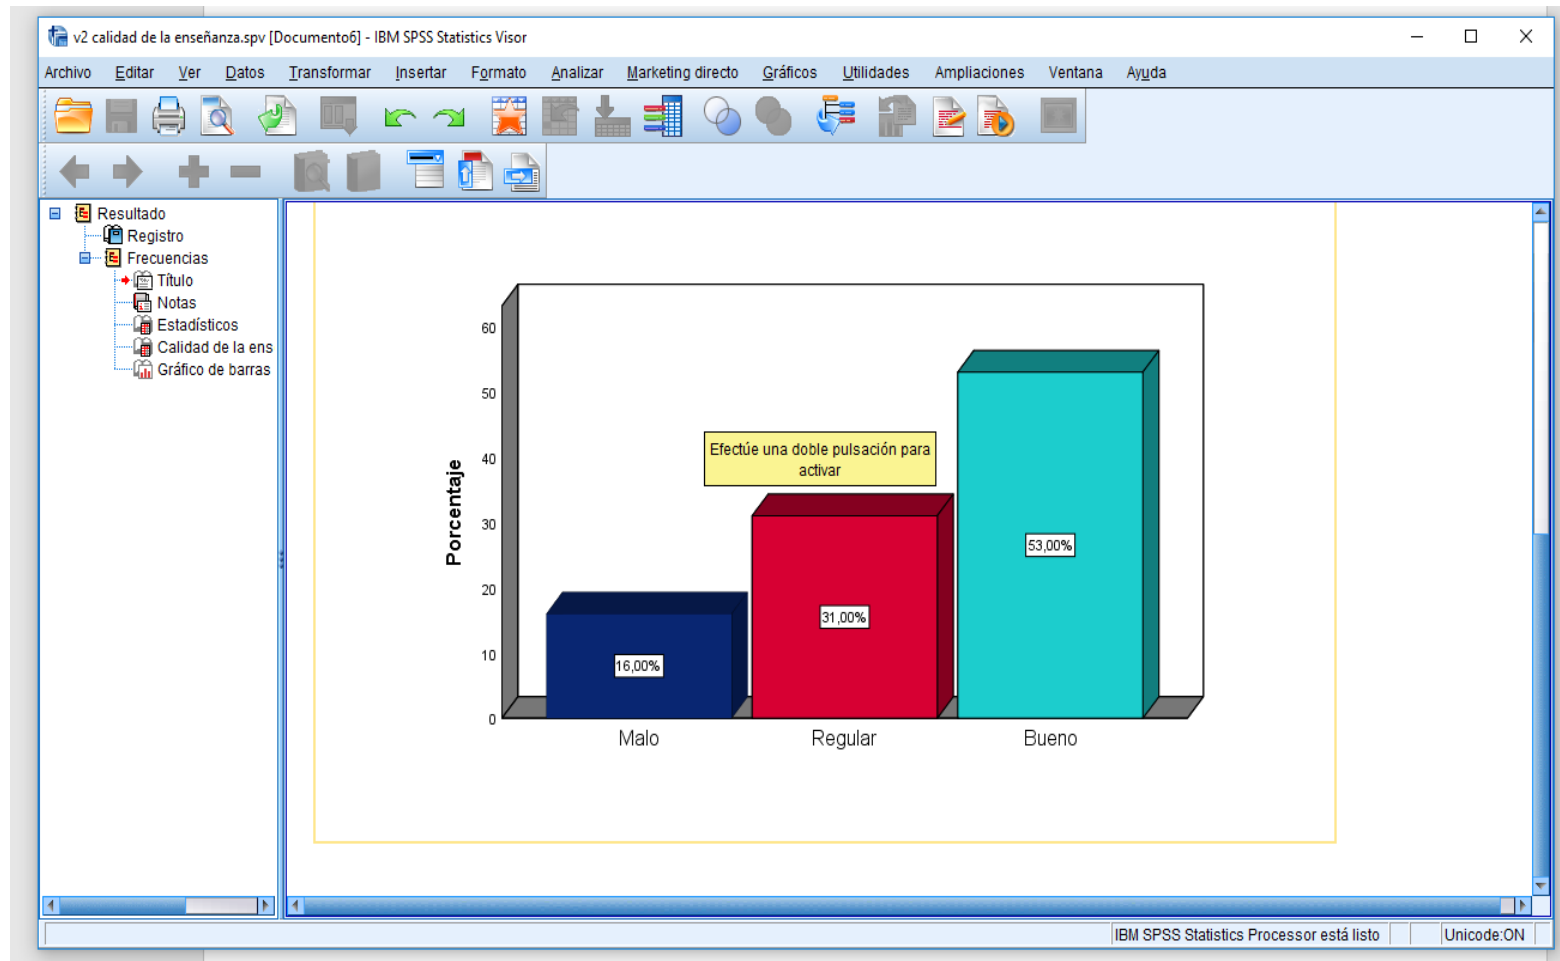 v2 calidad de la enseñanza.spv [Documento6] - IBM SPSS Statistics Visor
Archivo Editar Ver Datos Transformar Insertar Formato Analizar Marketing directo Gráficos Utilidades Ampliaciones Ventana Ayuda
Resultado
Registro
Frecuencias
Título
Notas
Estadísticos
Calidad de la ens
Gráfico de barras
Porcentaje
60
50
40
30
20
10
0
Efectúe una doble pulsación para
activar
16,00%
31,00%
53,00%
Malo Regular Bueno
IBM SPSS Statistics Processor está listo Unicode:ON